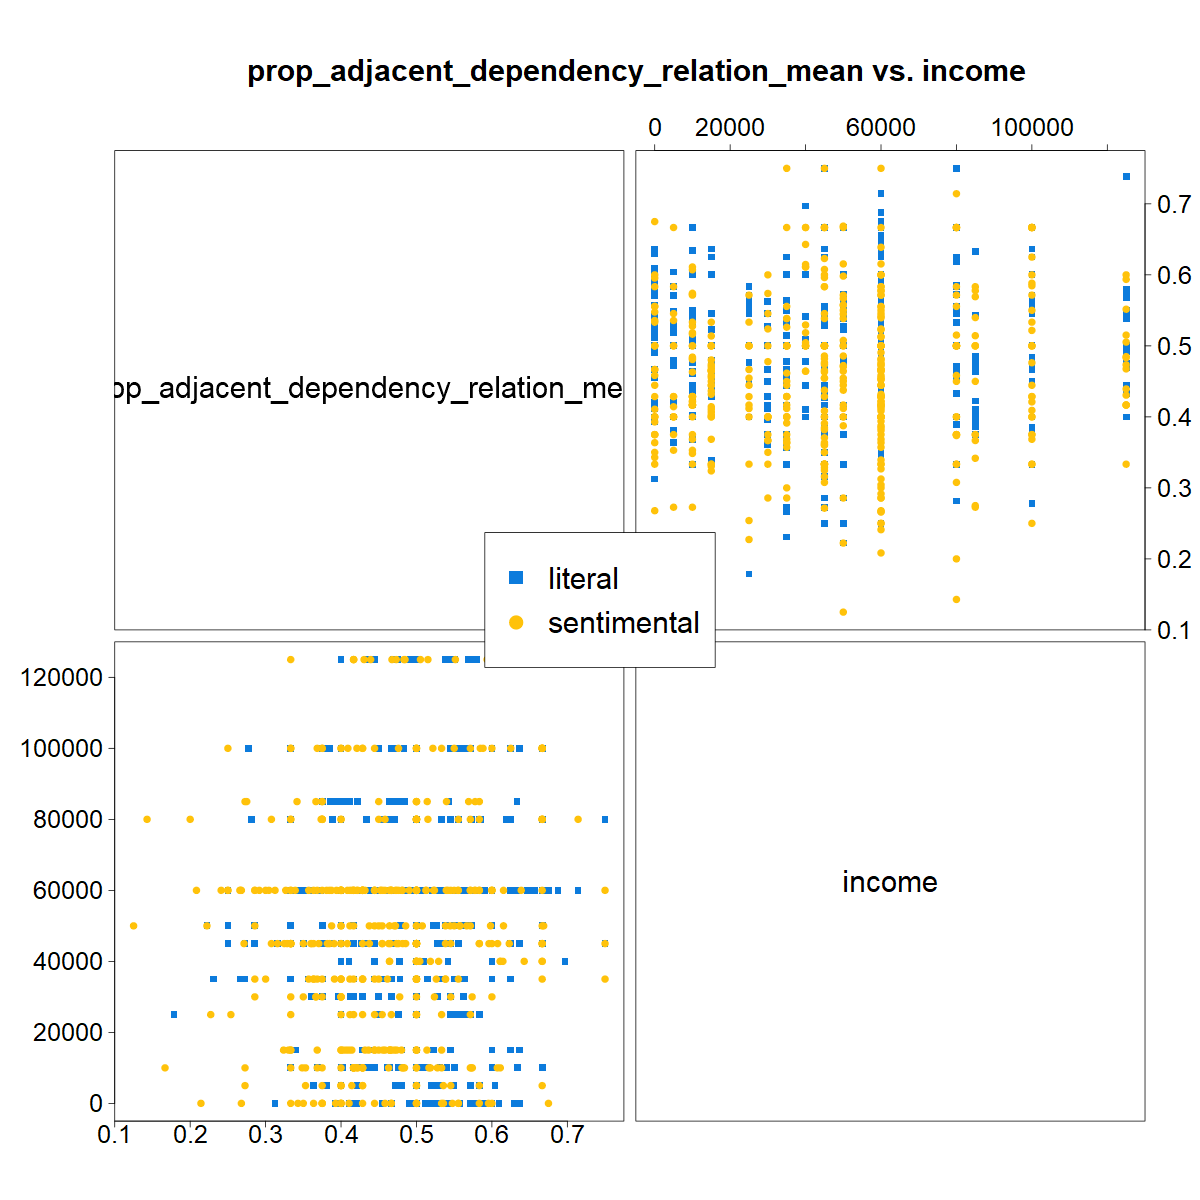 prop_adjacent_dependency_relation_mean vs. income
0 20000 60000 100000
op_adjacent_dependency_relation_me
0.7
0.6
0.5
0.4
0.3
0.2
0.1
literal
sentimental
120000
100000
80000
60000
40000
20000
0
income
0.1 0.2 0.3 0.4 0.5 0.6 0.7